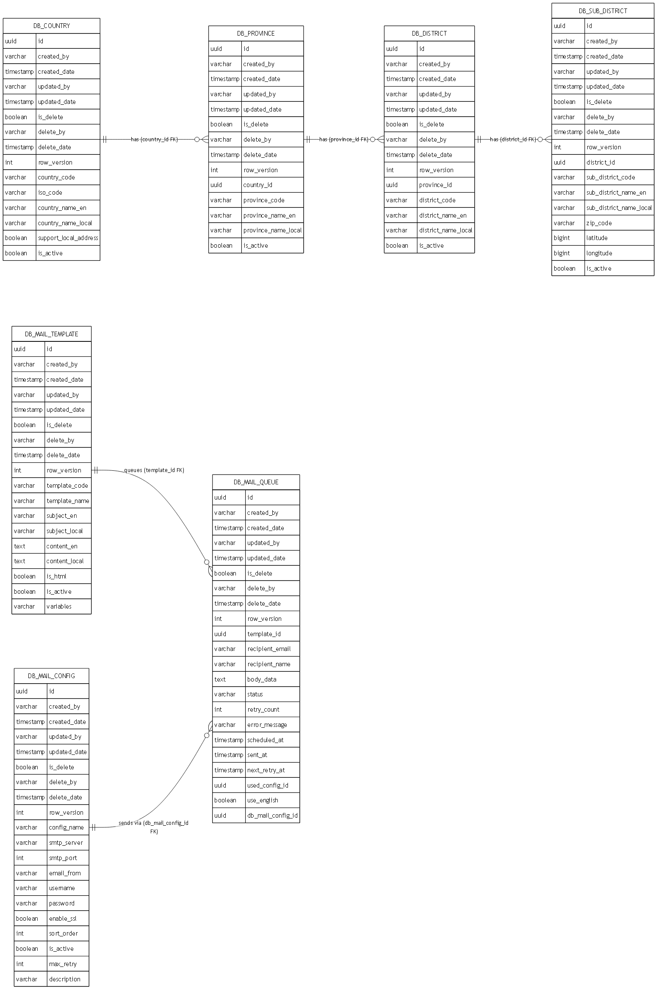 DB_COUNTRY
uuid id
varchar created_by
timestamp created_date
varchar updated_by
timestamp updated_date
boolean is_delete
varchar delete_by
timestamp delete_date
int row_version
varchar country_code
varchar iso_code
varchar country_name_en
varchar country_name_local
boolean support_local_address
boolean is_active
has (country_id FK)
DB_PROVINCE
uuid id
varchar created_by
timestamp created_date
varchar updated_by
timestamp updated_date
boolean is_delete
varchar delete_by
timestamp delete_date
int row_version
uuid country_id
varchar province_code
varchar province_name_en
varchar province_name_local
boolean is_active
has (province_id FK)
DB_DISTRICT
uuid id
varchar created_by
timestamp created_date
varchar updated_by
timestamp updated_date
boolean is_delete
varchar delete_by
timestamp delete_date
int row_version
uuid province_id
varchar district_code
varchar district_name_en
varchar district_name_local
boolean is_active
has (district_id FK)
DB_SUB_DISTRICT
uuid id
varchar created_by
timestamp created_date
varchar updated_by
timestamp updated_date
boolean is_delete
varchar delete_by
timestamp delete_date
int row_version
uuid district_id
varchar sub_district_code
varchar sub_district_name_en
varchar sub_district_name_local
varchar zip_code
bigint latitude
bigint longitude
boolean is_active
DB_MAIL_TEMPLATE
uuid id
varchar created_by
timestamp created_date
varchar updated_by
timestamp updated_date
boolean is_delete
varchar delete_by
timestamp delete_date
int row_version
varchar template_code
varchar template_name
varchar subject_en
varchar subject_local
text content_en
text content_local
boolean is_html
boolean is_active
varchar variables
queues (template_id FK)
DB_MAIL_QUEUE
uuid id
varchar created_by
timestamp created_date
varchar updated_by
timestamp updated_date
boolean is_delete
varchar delete_by
timestamp delete_date
int row_version
uuid template_id
varchar recipient_email
varchar recipient_name
text body_data
varchar status
int retry_count
varchar error_message
timestamp scheduled_at
timestamp sent_at
timestamp next_retry_at
uuid used_config_id
boolean use_english
uuid db_mail_config_id
DB_MAIL_CONFIG
uuid id
varchar created_by
timestamp created_date
varchar updated_by
timestamp updated_date
boolean is_delete
varchar delete_by
timestamp delete_date
int row_version
varchar config_name
varchar smtp_server
int smtp_port
varchar email_from
varchar username
varchar password
boolean enable_ssl
int sort_order
boolean is_active
int max_retry
varchar description
sends via (db_mail_config_id
FK)